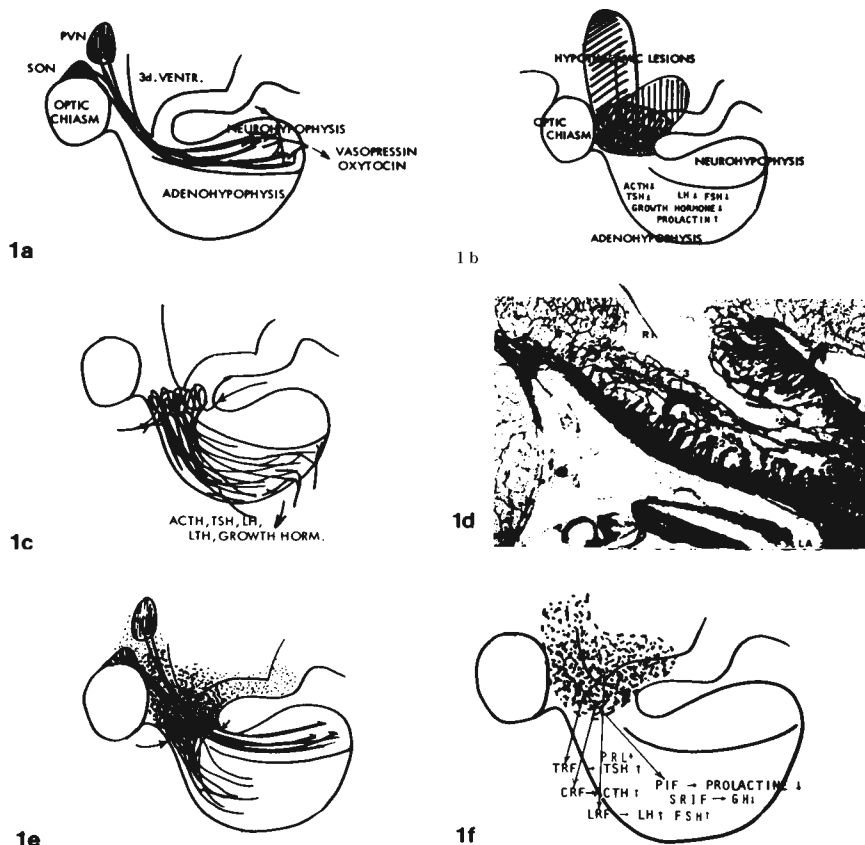 PVN
SON
3d. VENTR.
OPTIC
CHIASM
NEUROHYPOPHYSIS
VASOPRESSIN
OXYTOCIN
ADENOHYPOPHYSIS
1a
HYPOTHALAMIC LESIONS
OPTIC
CHIASM
NEUROHYPOPHYSIS
ACTH↓
TSH↓ LH↓ FSH↓
GROWTH HORMONE↓
PROLACTIN↑
ADENOHYPOPHYSIS
1b
ACTH, TSH, LH,
LTH, GROWTH HORM.
1c
LA
1d
1e
PRL↑
TRF → TSH↑
PIF → PROLACTINE ↓
CRF → ACTH↑
SRIF → GH↓
LRF → LH↑ FSH↑
1f